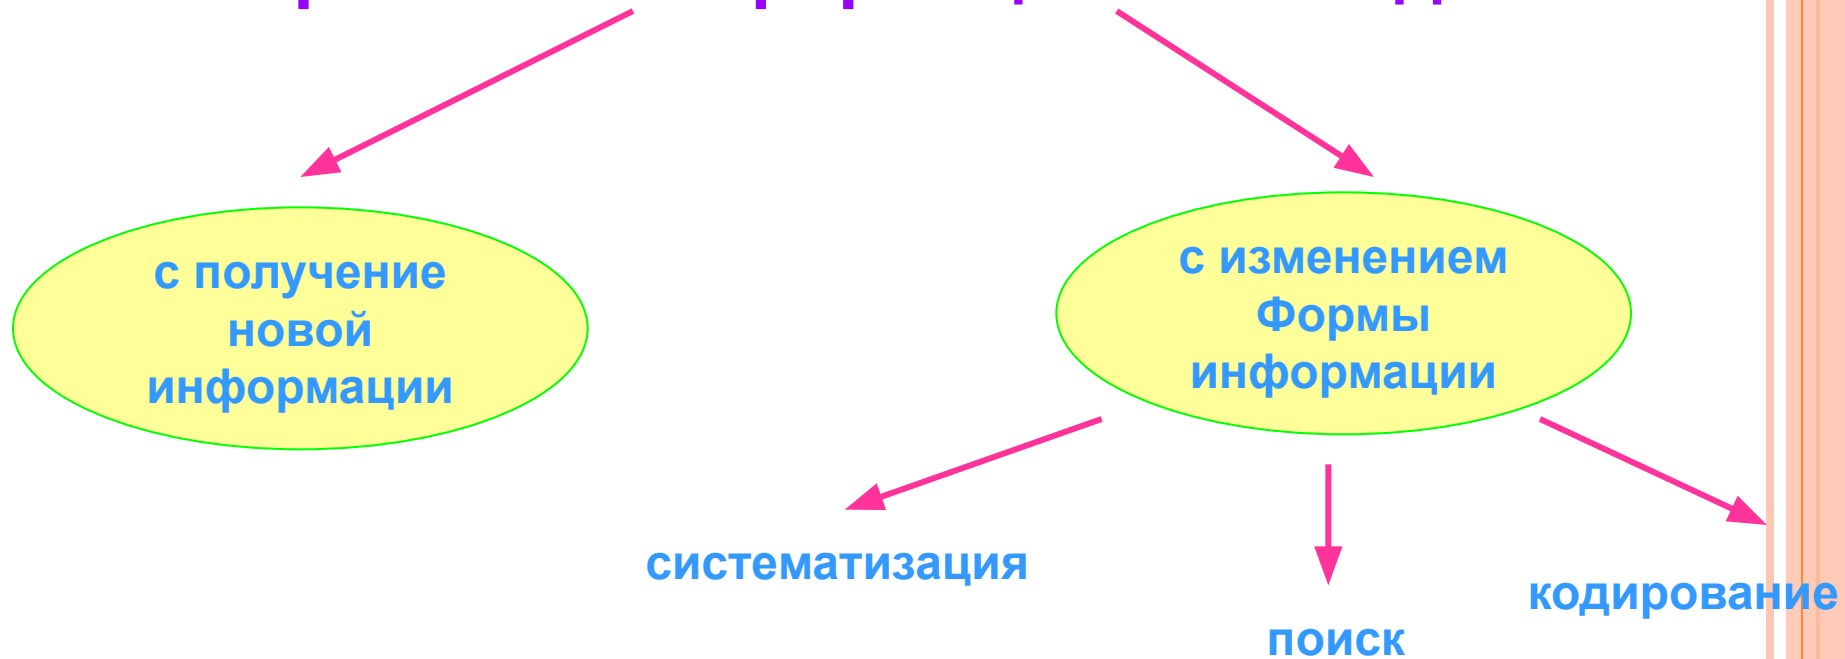 с получение
новой
информации
с изменением
Формы
информации
систематизация
поиск
кодирование